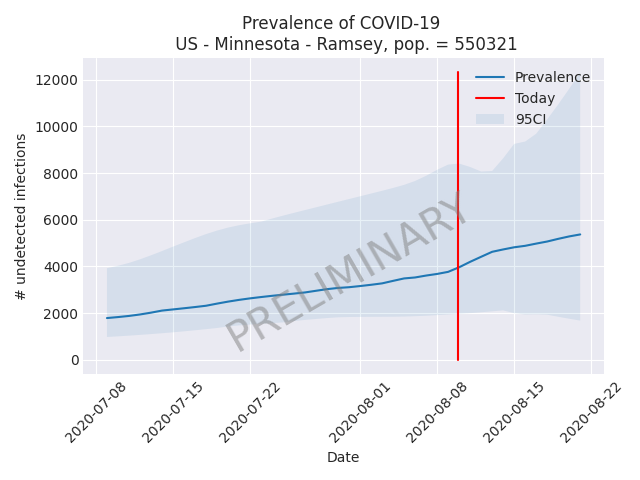 Prevalence of COVID-19
US - Minnesota - Ramsey, pop. = 550321
# undetected infections
12000
10000
8000
6000
4000
2000
0
Prevalence
Today
95CI
PRELIMINARY
2020-07-08
2020-07-15
2020-07-22
2020-08-01
2020-08-08
2020-08-15
2020-08-22
Date